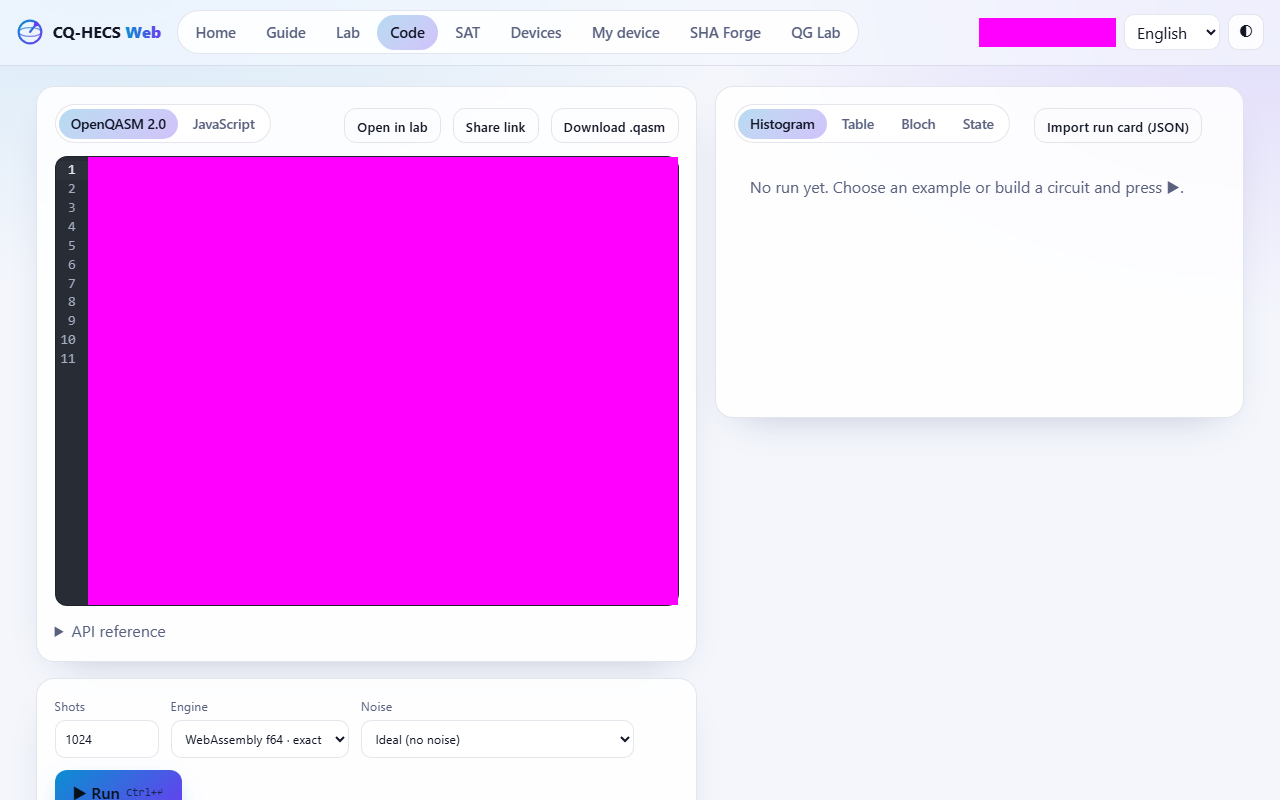 CQ-HECS Web
Home
Guide
Lab
Code
SAT
Devices
My device
SHA Forge
QG Lab
English
OpenQASM 2.0
JavaScript
Open in lab
Share link
Download .qasm
1
2
3
4
5
6
7
8
9
10
11
API reference
Shots
Engine
Noise
1024
WebAssembly f64 · exact
Ideal (no noise)
▶ Run Ctrl+↵
Histogram
Table
Bloch
State
Import run card (JSON)
No run yet. Choose an example or build a circuit and press ▶.